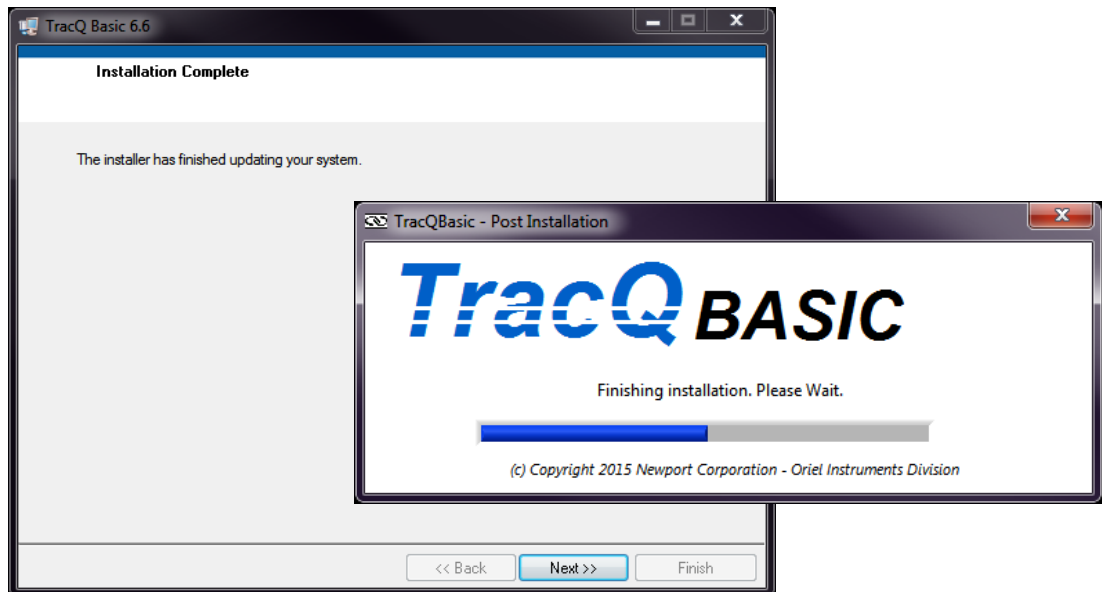 TracQ Basic 6.6
Installation Complete
The installer has finished updating your system.
TracQBasic - Post Installation
TracQ BASIC
Finishing installation. Please Wait.
(c) Copyright 2015 Newport Corporation - Oriel Instruments Division
<< Back Next >> Finish